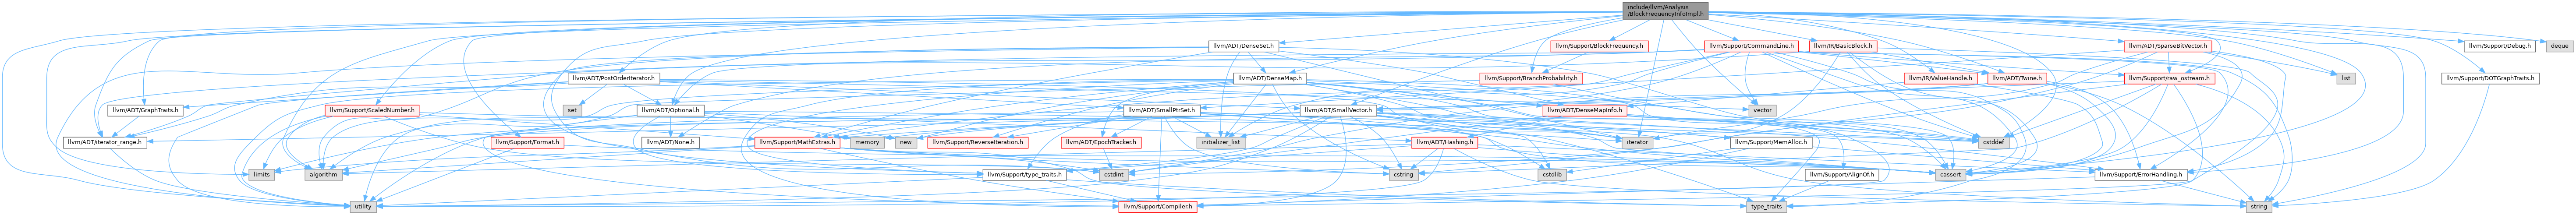 include/llvm/Analysis
/BlockFrequencyInfoImpl.h
llvm/ADT/DenseSet.h
llvm/Support/BlockFrequency.h
llvm/Support/CommandLine.h
llvm/IR/BasicBlock.h
llvm/ADT/SparseBitVector.h
llvm/Support/Debug.h
deque
llvm/ADT/PostOrderIterator.h
llvm/ADT/DenseMap.h
llvm/Support/BranchProbability.h
llvm/IR/ValueHandle.h
llvm/ADT/Twine.h
llvm/Support/raw_ostream.h
list
llvm/Support/DOTGraphTraits.h
llvm/ADT/GraphTraits.h
llvm/Support/ScaledNumber.h
set
llvm/ADT/Optional.h
llvm/ADT/SmallPtrSet.h
llvm/ADT/SmallVector.h
llvm/ADT/DenseMapInfo.h
vector
llvm/ADT/iterator_range.h
llvm/Support/Format.h
llvm/ADT/None.h
llvm/Support/MathExtras.h
memory
new
llvm/Support/ReverseIteration.h
llvm/ADT/EpochTracker.h
initializer_list
llvm/ADT/Hashing.h
iterator
llvm/Support/MemAlloc.h
cstddef
limits
algorithm
llvm/Support/type_traits.h
cstdint
cstring
cstdlib
llvm/Support/AlignOf.h
cassert
llvm/Support/ErrorHandling.h
utility
llvm/Support/Compiler.h
type_traits
string